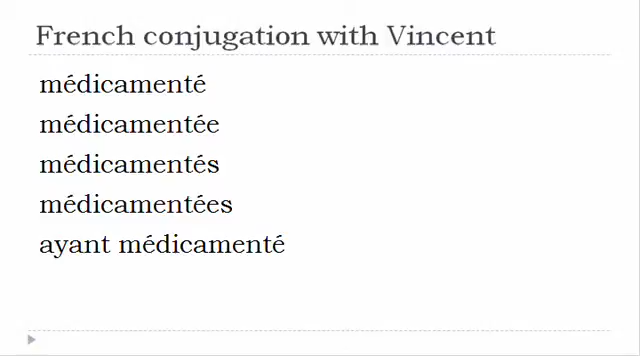 French conjugation with Vincent
médicamenté
médicamentée
médicamentés
médicamentées
ayant médicamenté